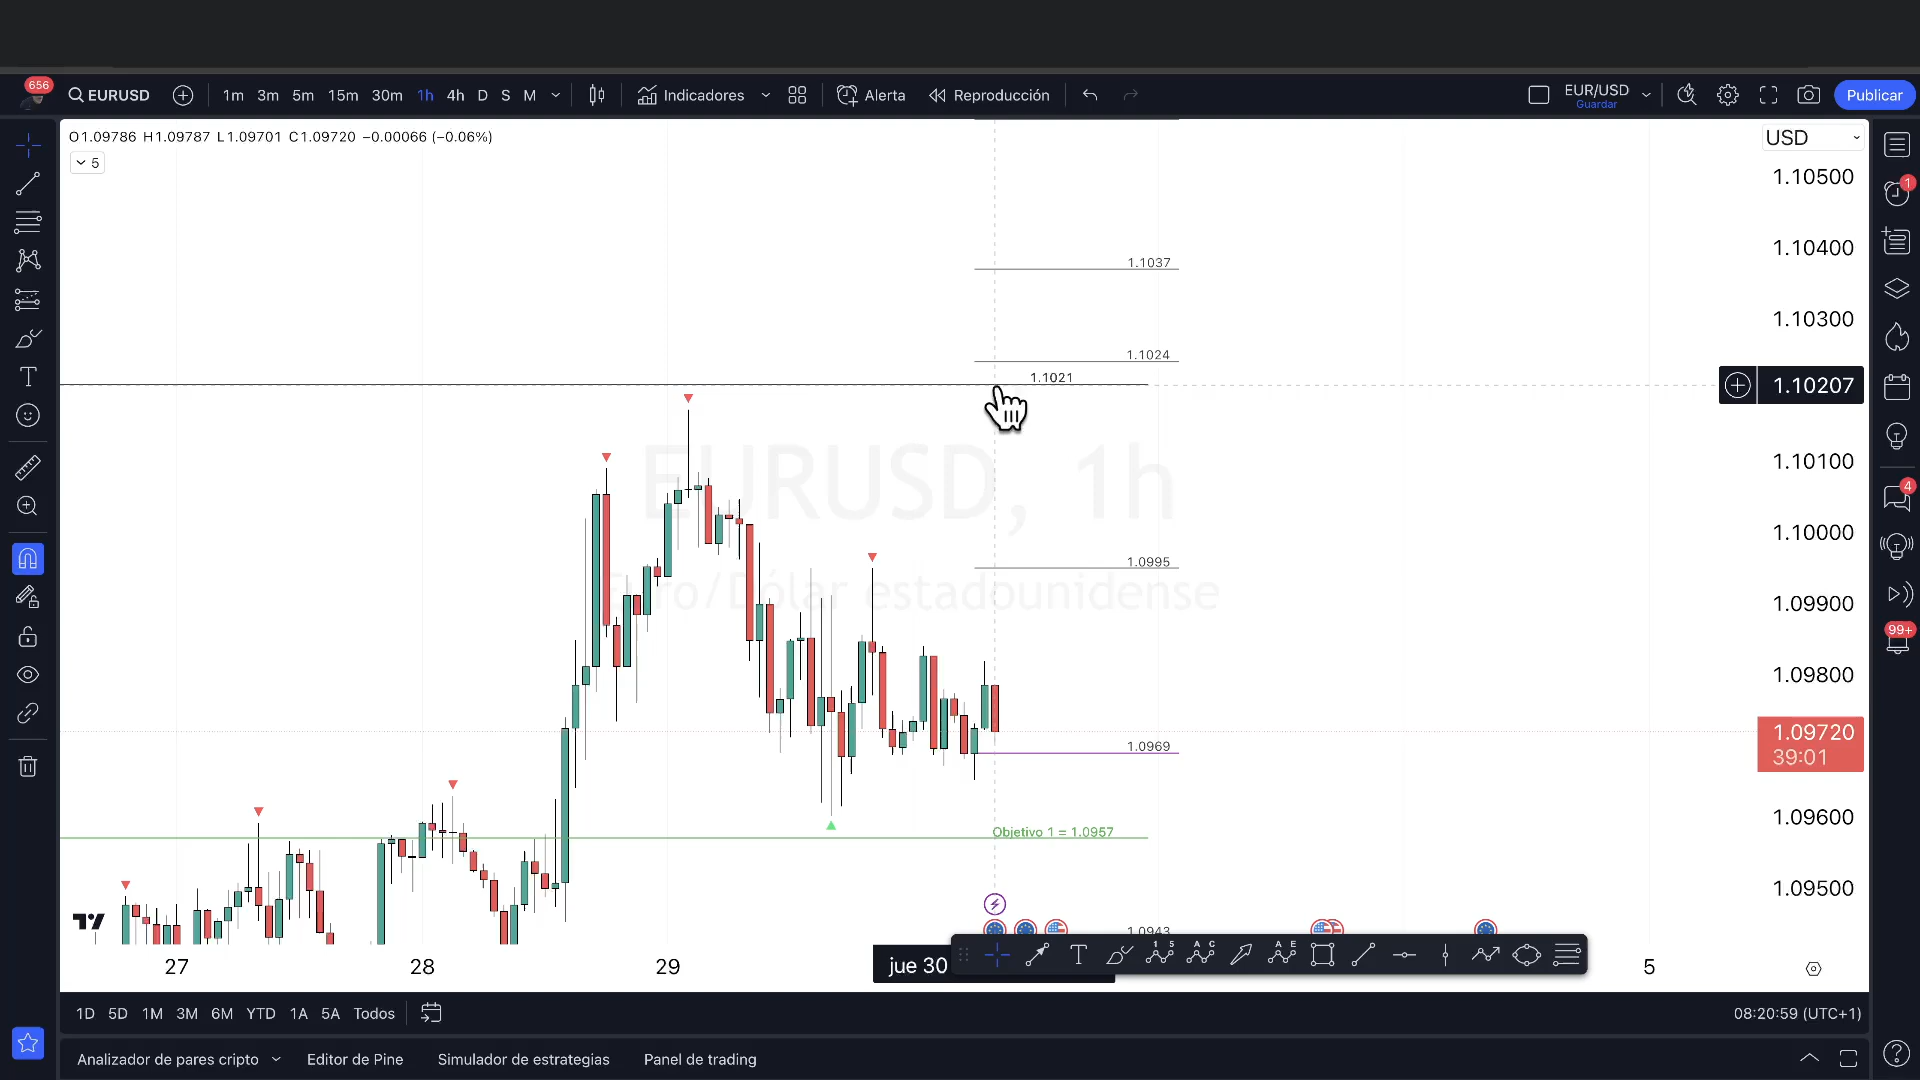 656
EURUSD
1m 3m 5m 15m 30m 1h 4h D S M
Indicadores
Alerta
Reproducción
EUR/USD
Guardar
Publicar
O1.09786 H1.09787 L1.09701 C1.09720 −0.00066 (−0.06%)
5
USD
1.10500
1.10400
1.10300
1.10207
1.10100
1.10000
1.09900
1.09800
1.09720
39:01
1.09600
1.09500
1.1037
1.1024
1.1021
1.0995
1.0969
Objetivo 1 = 1.0957
1.0943
EURUSD, 1h
Euro/Dólar estadounidense
1
4
99+
27 28 29 jue 30 5
1 5
A C
A E
1D 5D 1M 3M 6M YTD 1A 5A Todos
08:20:59 (UTC+1)
Analizador de pares cripto
Editor de Pine
Simulador de estrategias
Panel de trading